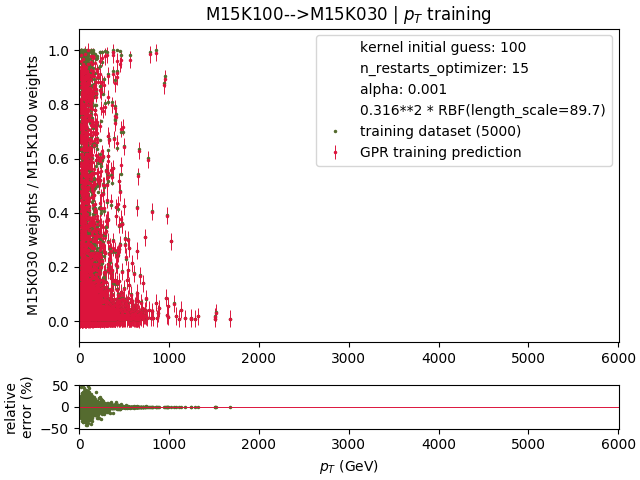 M15K100-->M15K030 | pT training
kernel initial guess: 100
n_restarts_optimizer: 15
alpha: 0.001
0.316**2 * RBF(length_scale=89.7)
training dataset (5000)
GPR training prediction
M15K030 weights / M15K100 weights
1.0
0.8
0.6
0.4
0.2
0.0
0 1000 2000 3000 4000 5000 6000
relative
error (%)
50
0
−50
0 1000 2000 3000 4000 5000 6000
pT (GeV)